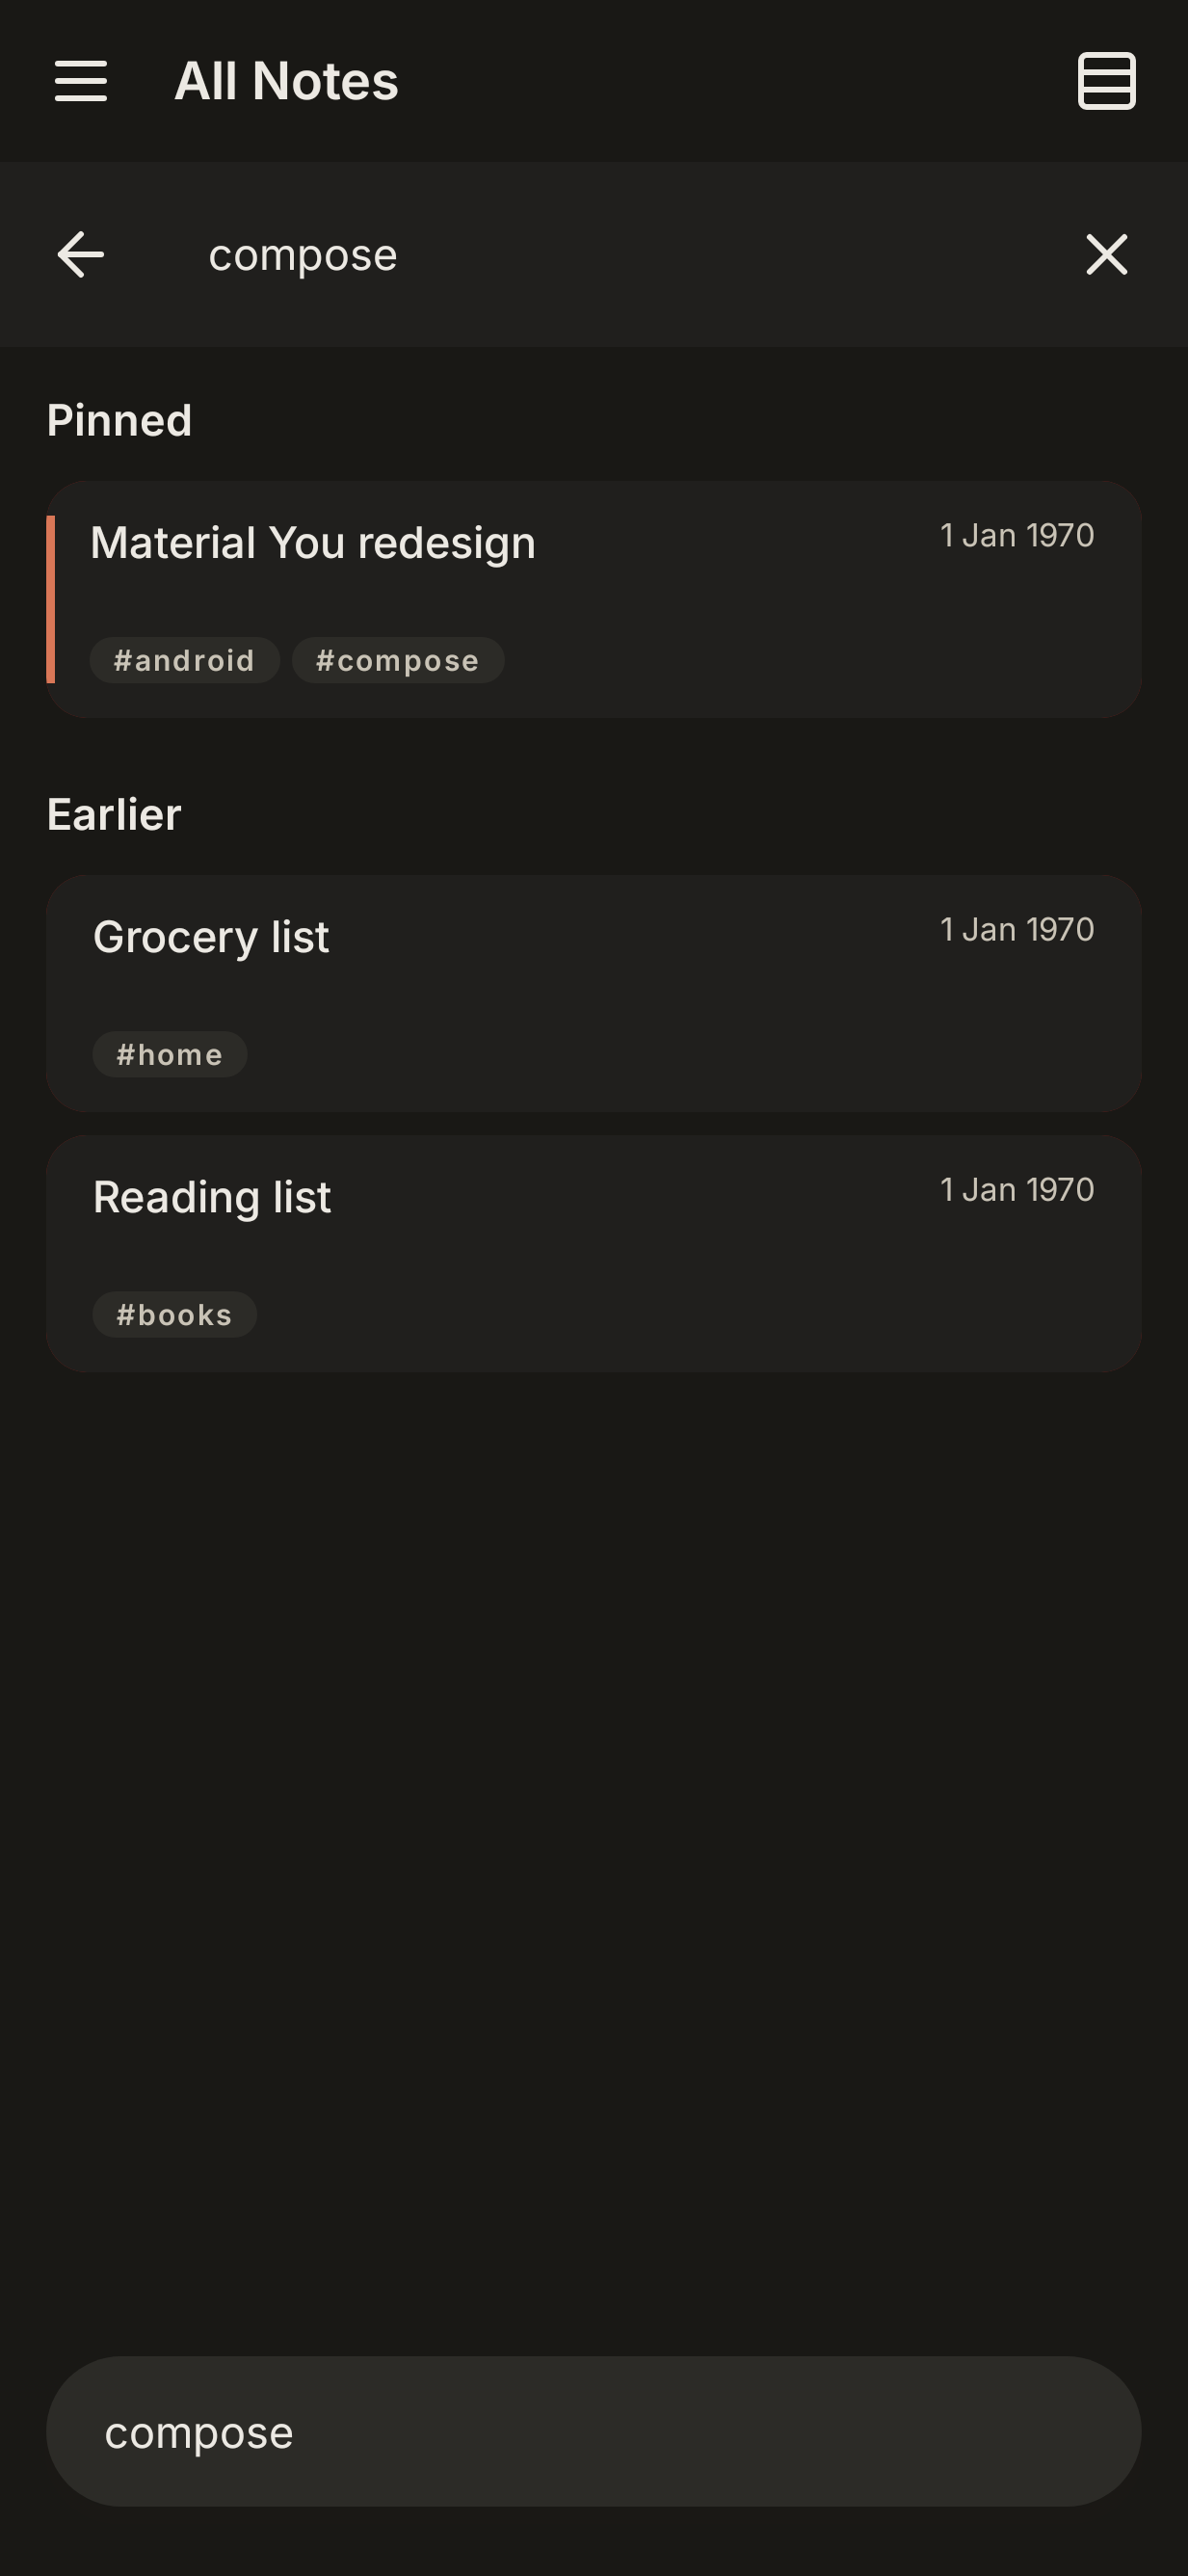 All Notes
compose
Pinned
Material You redesign 1 Jan 1970
#android #compose
Earlier
Grocery list 1 Jan 1970
#home
Reading list 1 Jan 1970
#books
compose